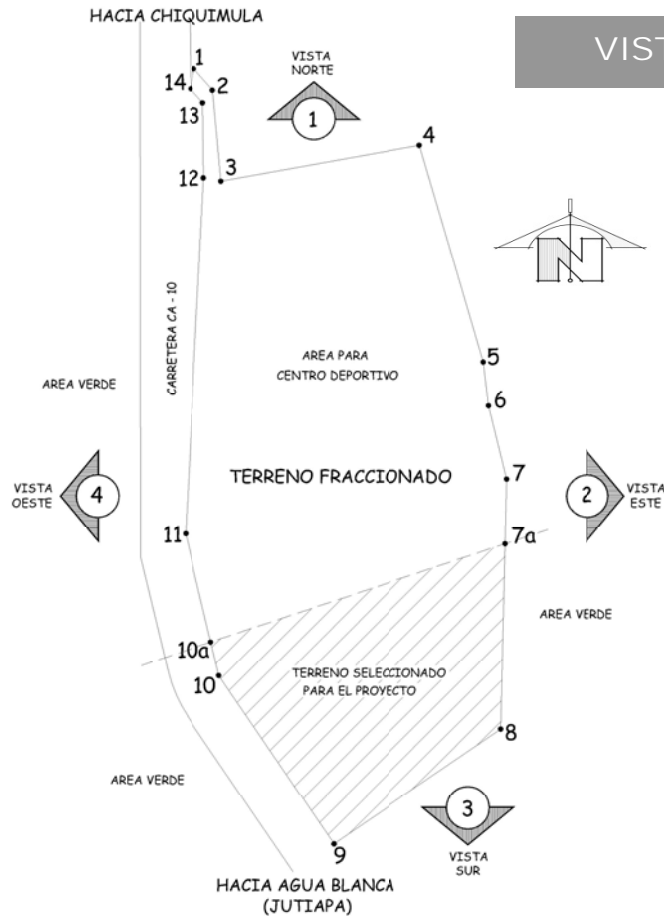 HACIA CHIQUIMULA
VIST
1
VISTA
NORTE
14
2
13
1
4
12
3
N
CARRETERA CA - 10
AREA PARA
CENTRO DEPORTIVO
5
AREA VERDE
6
TERRENO FRACCIONADO
7
VISTA
OESTE
4
2
VISTA
ESTE
11
7a
AREA VERDE
10a
10
TERRENO SELECCIONADO
PARA EL PROYECTO
8
AREA VERDE
3
9
VISTA
SUR
HACIA AGUA BLANCA
(JUTIAPA)